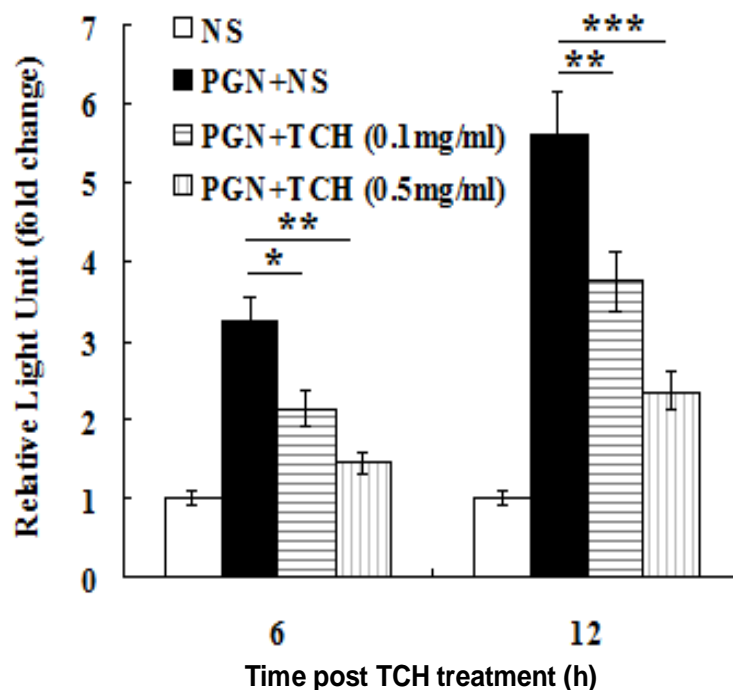 Relative Light Unit (fold change)
7
6
5
4
3
2
1
0
NS
PGN+NS
PGN+TCH (0.1mg/ml)
PGN+TCH (0.5mg/ml)
*
**
**
***
6
12
Time post TCH treatment (h)